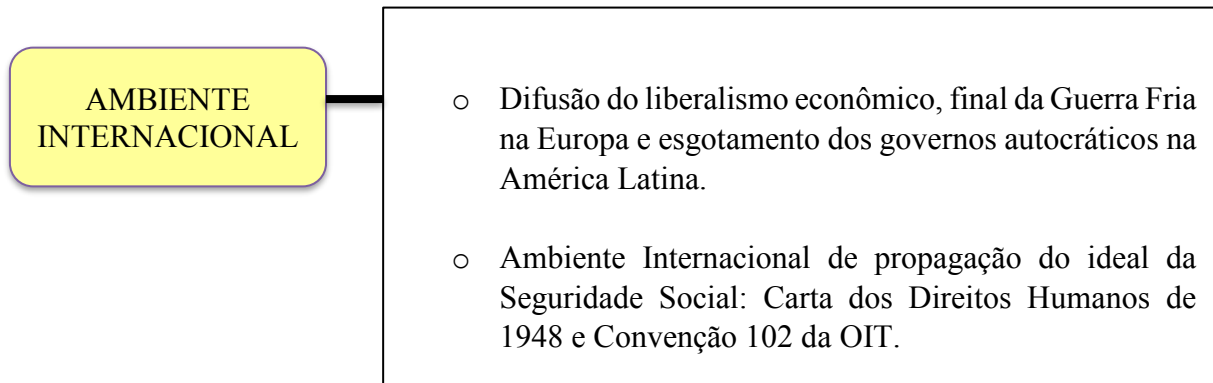 AMBIENTE
INTERNACIONAL
o Difusão do liberalismo econômico, final da Guerra Fria
na Europa e esgotamento dos governos autocráticos na
América Latina.
o Ambiente Internacional de propagação do ideal da
Seguridade Social: Carta dos Direitos Humanos de
1948 e Convenção 102 da OIT.